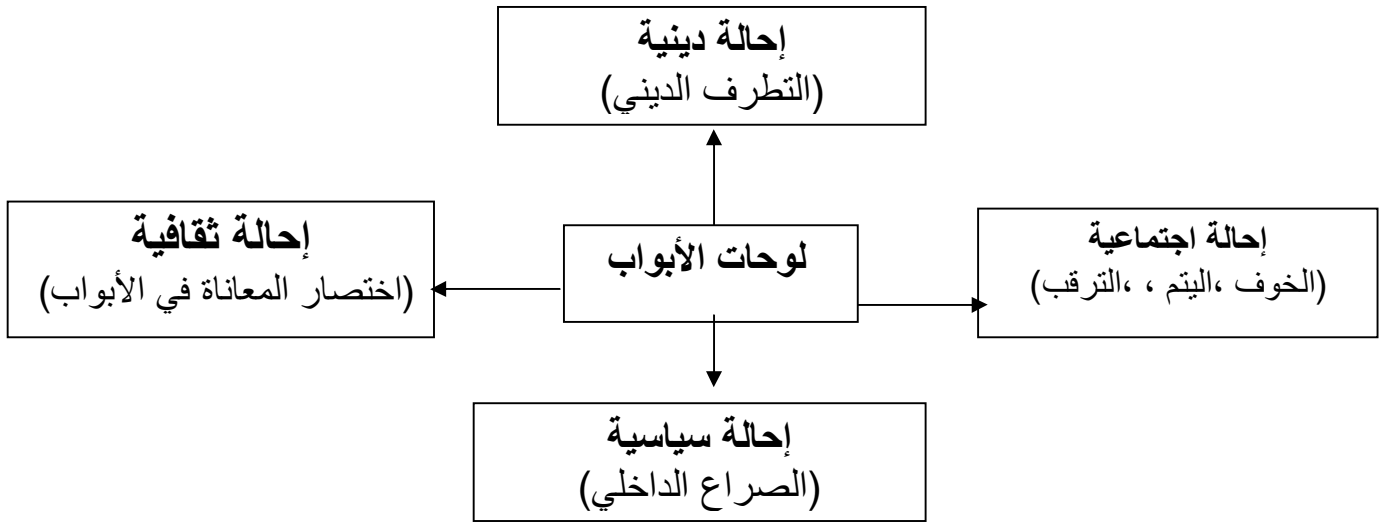 إحالة دينية
(التطرف الديني)
إحالة اجتماعية
(الخوف ،اليتم ، ،الترقب)
لوحات الأبواب
إحالة ثقافية
(اختصار المعاناة في الأبواب)
إحالة سياسية
(الصراع الداخلي)